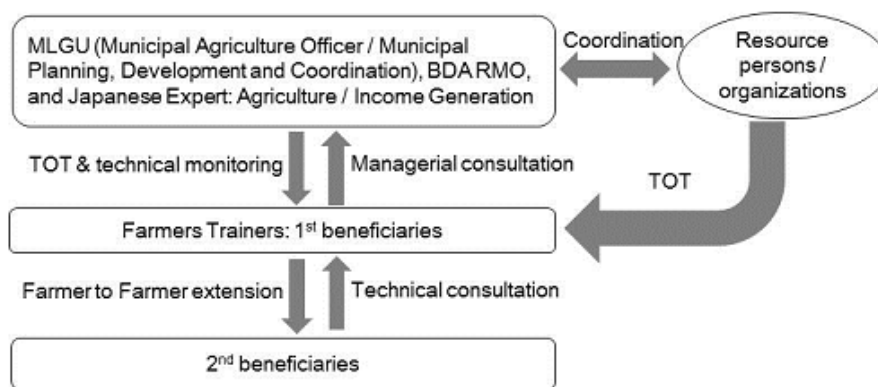 MLGU (Municipal Agriculture Officer / Municipal
Planning, Development and Coordination), BDA RMO,
and Japanese Expert: Agriculture / Income Generation
Coordination
Resource
persons /
organizations
TOT & technical monitoring
Managerial consultation
TOT
Farmers Trainers: 1st beneficiaries
Farmer to Farmer extension
Technical consultation
2nd beneficiaries